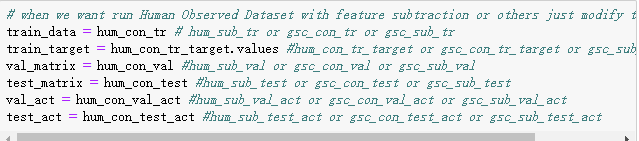 # when we want run Human Observed Dataset with feature subtraction or others just modify
train_data = hum_con_tr # hum_sub_tr or gsc_con_tr or gsc_sub_tr
train_target = hum_con_tr_target.values #hum_con_tr_target or gsc_con_tr_target or gsc_sub
val_matrix = hum_con_val #hum_sub_val or gsc_con_val or gsc_sub_val
test_matrix = hum_con_test #hum_sub_test or gsc_con_test or gsc_sub_test
val_act = hum_con_val_act #hum_sub_val_act or gsc_con_val_act or gsc_sub_val_act
test_act = hum_con_test_act #hum_sub_test_act or gsc_con_test_act or gsc_sub_test_act